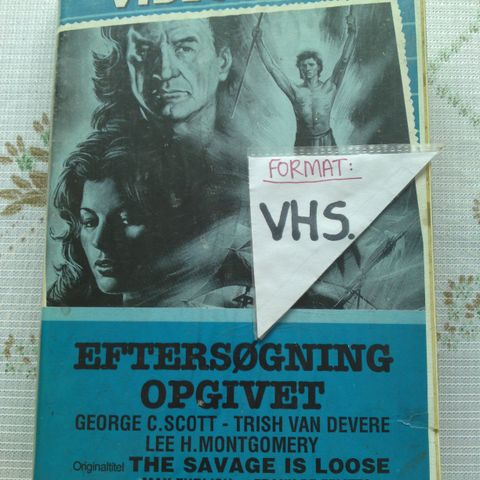 FORMAT:
VHS.
EFTERSØGNING
OPGIVET
GEORGE C. SCOTT - TRISH VAN DEVERE
LEE H. MONTGOMERY
Originaltitel THE SAVAGE IS LOOSE